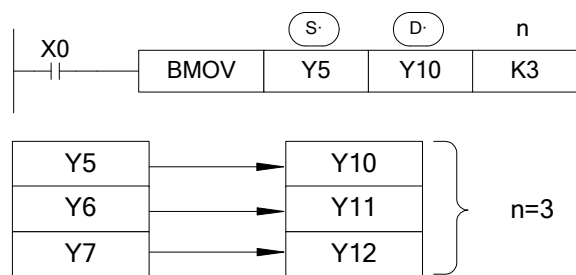 S· D· n
X0
BMOV Y5 Y10 K3
Y5 Y10
Y6 Y11 n=3
Y7 Y12